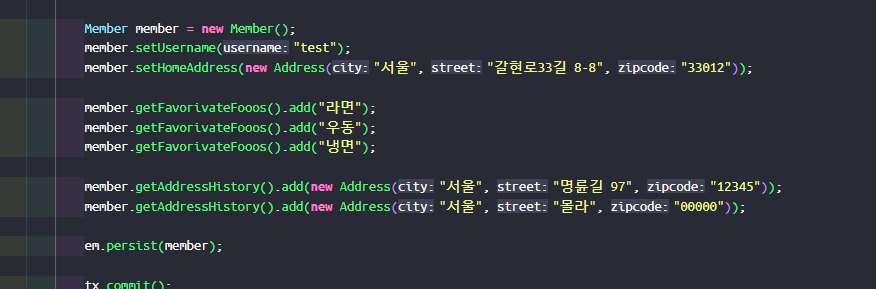 Member member = new Member();
member.setUsername(username: "test");
member.setHomeAddress(new Address(city: "서울", street: "갈현로33길 8-8", zipcode: "33012"));
member.getFavorivateFooos().add("라면");
member.getFavorivateFooos().add("우동");
member.getFavorivateFooos().add("냉면");
member.getAddressHistory().add(new Address(city: "서울", street: "명륜길 97", zipcode: "12345"));
member.getAddressHistory().add(new Address(city: "서울", street: "몰라", zipcode: "00000"));
em.persist(member);
tx.commit();